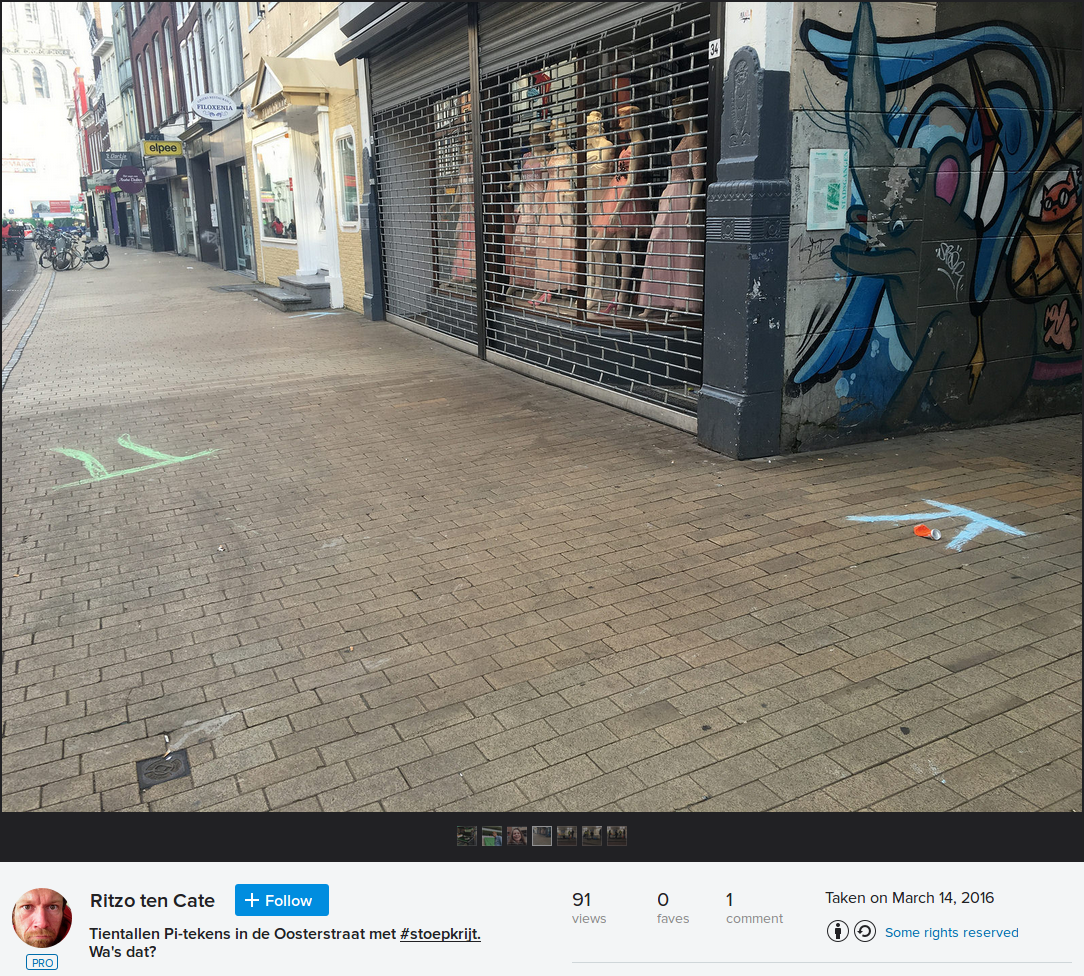 34
FILOXENIA
elpee
Ritzo ten Cate
+ Follow
91
views
0
faves
1
comment
Taken on March 14, 2016
Some rights reserved
PRO
Tientallen Pi-tekens in de Oosterstraat met #stoepkrijt.
Wa's dat?